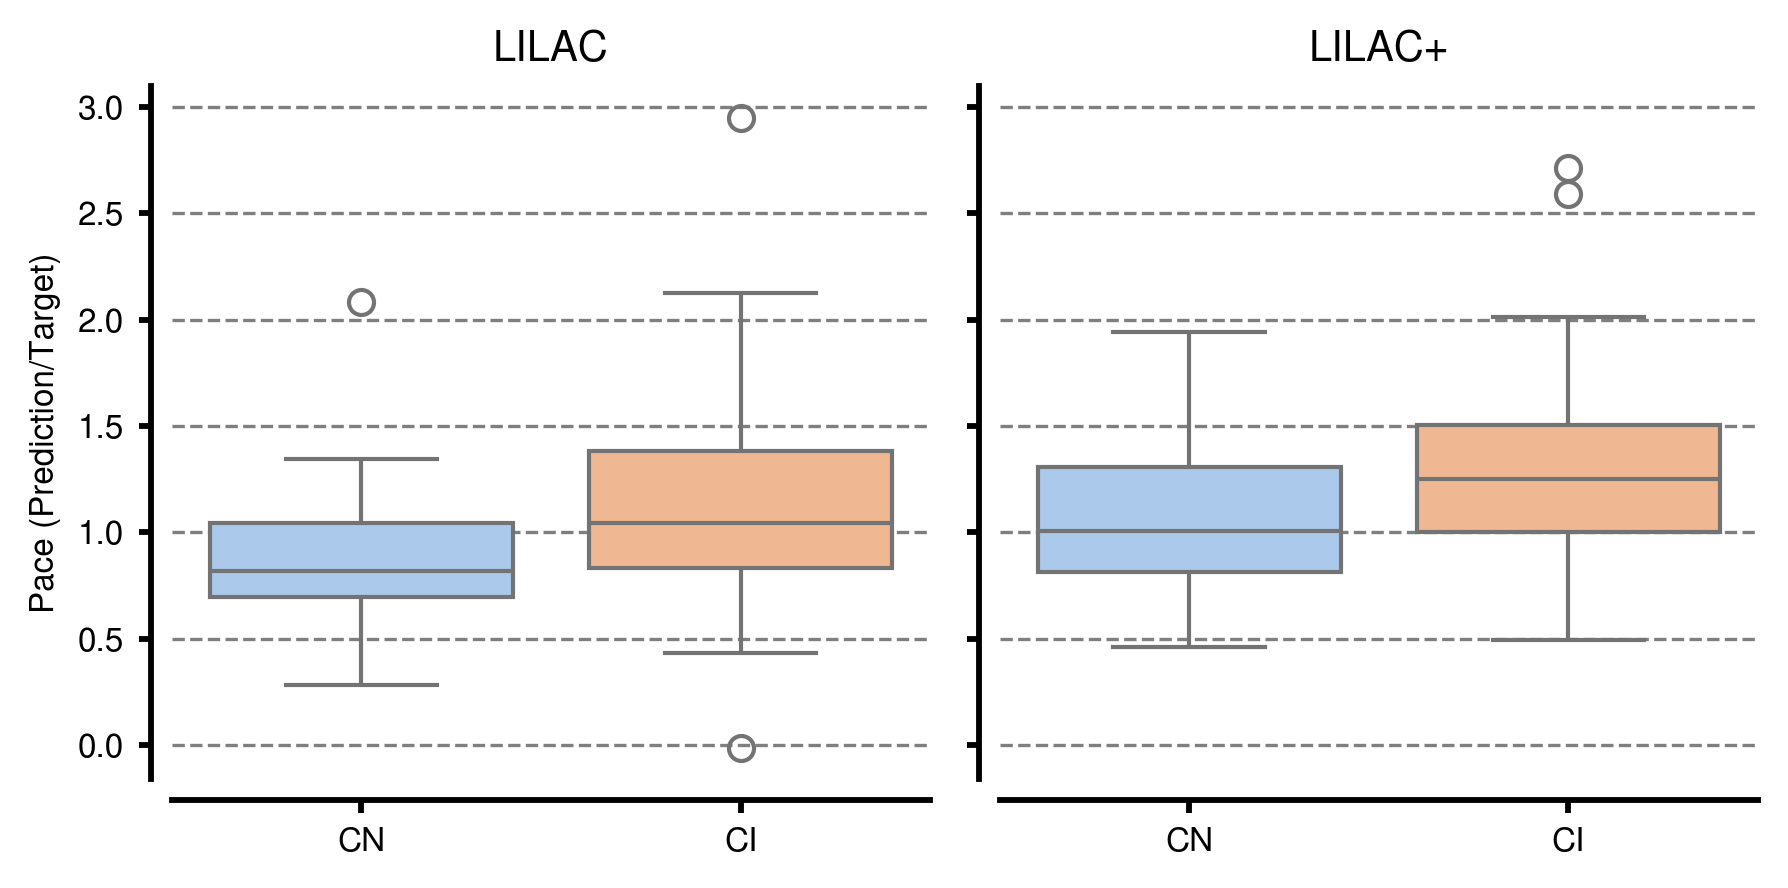 LILAC
LILAC+
Pace (Prediction/Target)
3.0
2.5
2.0
1.5
1.0
0.5
0.0
CN
CI
CN
CI